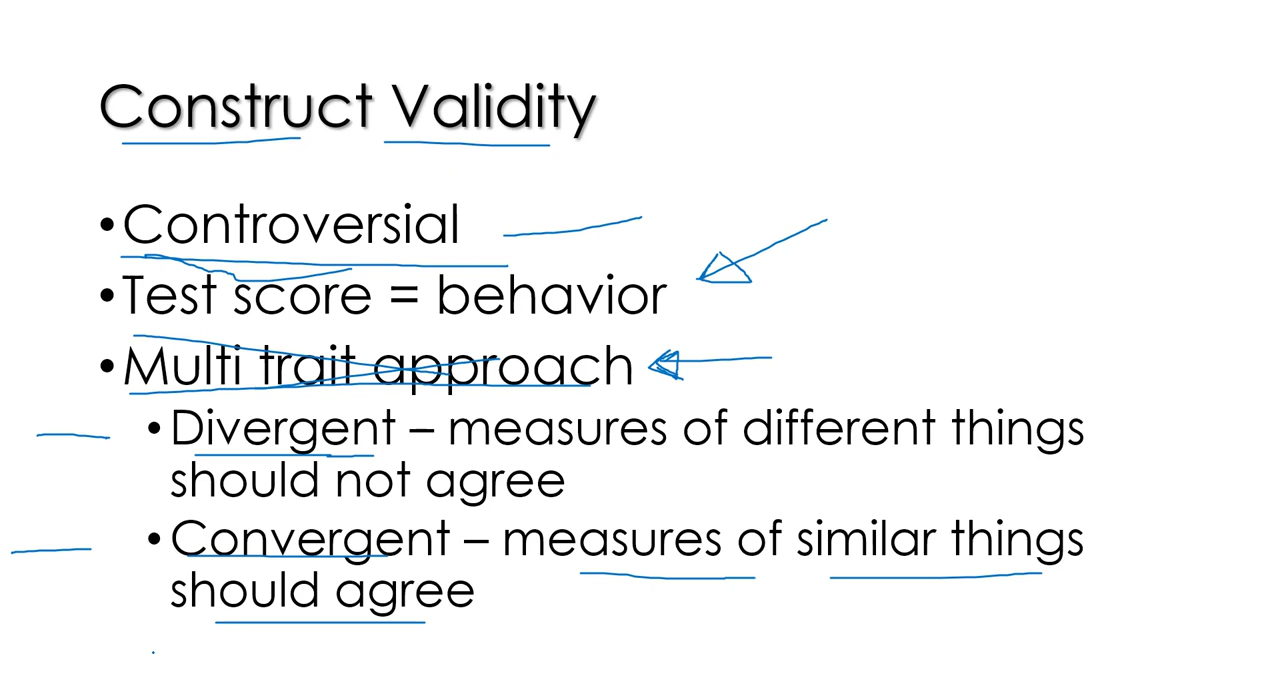 Construct Validity
•Controversial
•Test score = behavior
•Multi trait approach
•Divergent – measures of different things
should not agree
•Convergent – measures of similar things
should agree